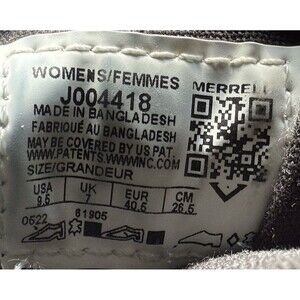 WOMENS/FEMMES
MERRELL
J004418
MADE IN BANGLADESH
FABRIQUÉ AU BANGLADESH
MAY BE COVERED BY US PAT.
WWW.PATENTS.WWWINC.COM
SIZE/GRANDEUR
USA UK EUR CM
9.5 7 40.5 26.5
0522 61905